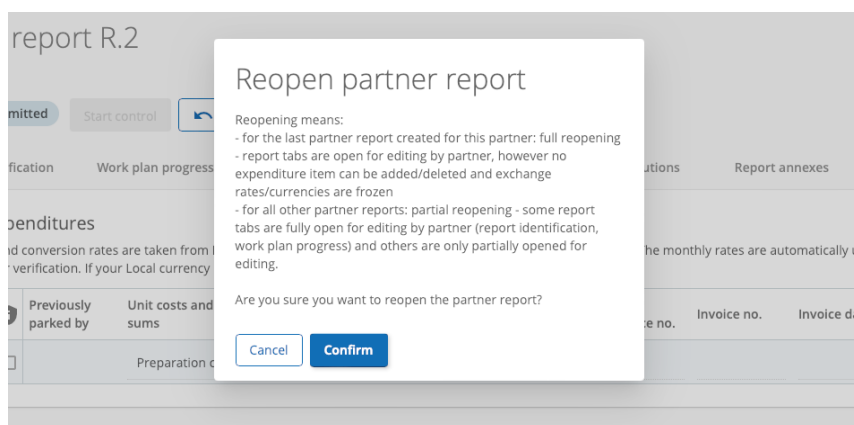 report R.2
Reopen partner report
Reopening means:
- for the last partner report created for this partner: full reopening
- report tabs are open for editing by partner, however no
expenditure item can be added/deleted and exchange
rates/currencies are frozen
- for all other partner reports: partial reopening - some report
tabs are fully open for editing by partner (report identification,
work plan progress) and others are only partially opened for
editing.
Are you sure you want to reopen the partner report?
Cancel
Confirm
mitted
Start control
fication
Work plan progress
utions
Report annexes
penditures
nd conversion rates are taken from
he monthly rates are automatically u
verification. If your Local currency
Previously
parked by
Unit costs and
sums
ce no.
Invoice no.
Invoice da
Preparation c